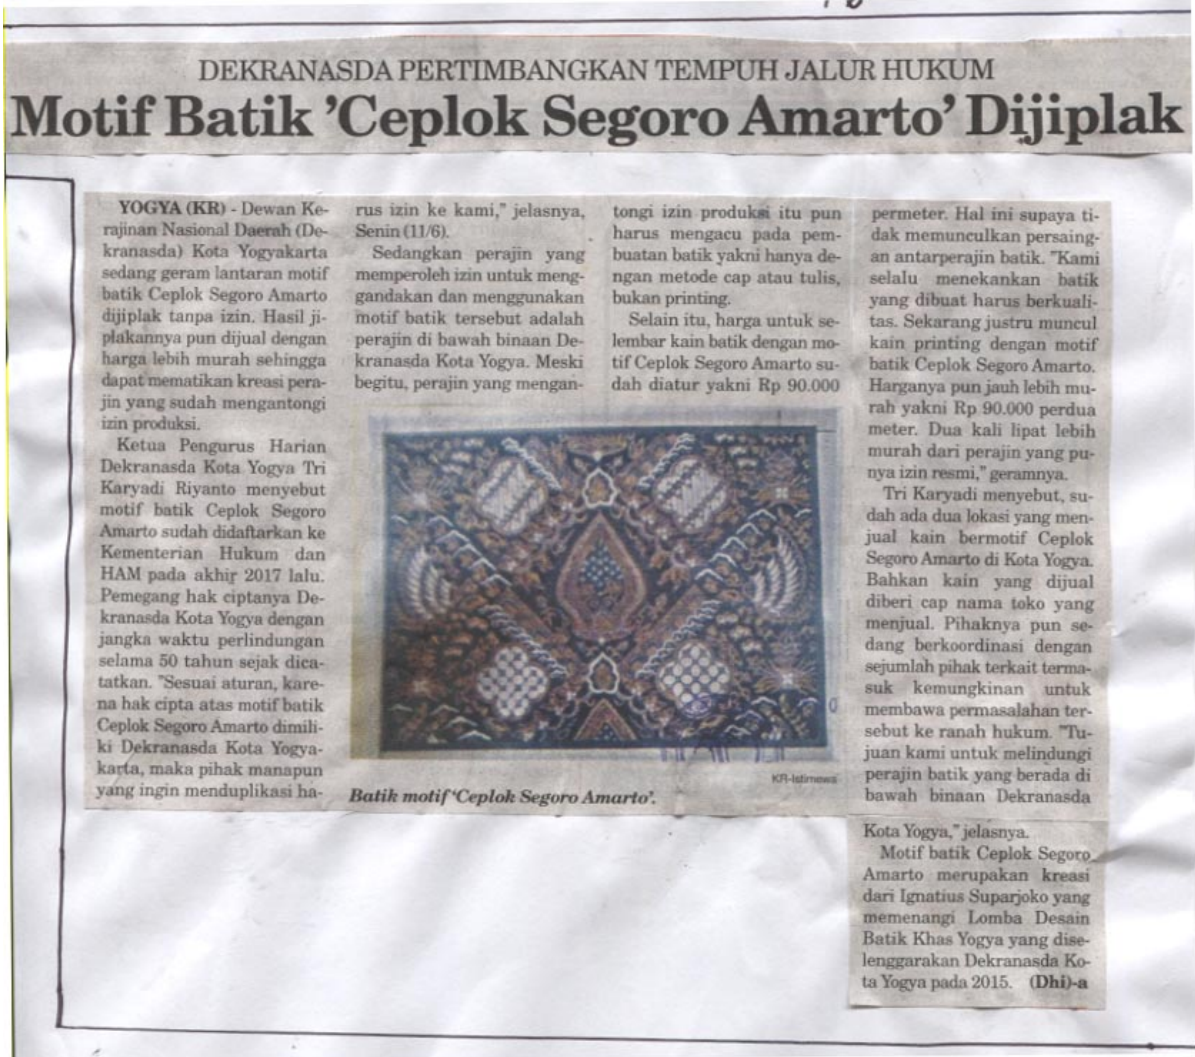 DEKRANASDA PERTIMBANGKAN TEMPUH JALUR HUKUM
Motif Batik 'Ceplok Segoro Amarto' Dijiplak
YOGYA (KR) - Dewan Ke-
rajinan Nasional Daerah (De-
kranasda) Kota Yogyakarta
sedang geram lantaran motif
batik Ceplok Segoro Amarto
dijiplak tanpa izin. Hasil ji-
plakannya pun dijual dengan
harga lebih murah sehingga
dapat mematikan kreasi pera-
jin yang sudah mengantongi
izin produksi.
Ketua Pengurus Harian
Dekranasda Kota Yogya Tri
Karyadi Riyanto menyebut
motif batik Ceplok Segoro
Amarto sudah didaftarkan ke
Kementerian Hukum dan
HAM pada akhir 2017 lalu.
Pemegang hak ciptanya De-
kranasda Kota Yogya dengan
jangka waktu perlindungan
selama 50 tahun sejak dica-
tatkan. "Sesuai aturan, kare-
na hak cipta atas motif batik
Ceplok Segoro Amarto dimili-
ki Dekranasda Kota Yogya-
karta, maka pihak manapun
yang ingin menduplikasi ha-
rus izin ke kami," jelasnya,
Senin (11/6).
Sedangkan perajin yang
memperoleh izin untuk meng-
gandakan dan menggunakan
motif batik tersebut adalah
perajin di bawah binaan De-
kranasda Kota Yogya. Meski
begitu, perajin yang mengan-
tongi izin produksi itu pun
harus mengacu pada pem-
buatan batik yakni hanya de-
ngan metode cap atau tulis,
bukan printing.
Selain itu, harga untuk se-
lembar kain batik dengan mo-
tif Ceplok Segoro Amarto su-
dah diatur yakni Rp 90.000
permeter. Hal ini supaya ti-
dak memunculkan persaing-
an antarperajin batik. "Kami
selalu menekankan batik
yang dibuat harus berkuali-
tas. Sekarang justru muncul
kain printing dengan motif
batik Ceplok Segoro Amarto.
Harganya pun jauh lebih mu-
rah yakni Rp 90.000 perdua
meter. Dua kali lipat lebih
murah dari perajin yang pu-
nya izin resmi," geramnya.
Tri Karyadi menyebut, su-
dah ada dua lokasi yang men-
jual kain bermotif Ceplok
Segoro Amarto di Kota Yogya.
Bahkan kain yang dijual
diberi cap nama toko yang
menjual. Pihaknya pun se-
dang berkoordinasi dengan
sejumlah pihak terkait terma-
suk kemungkinan untuk
membawa permasalahan ter-
sebut ke ranah hukum. "Tu-
juan kami untuk melindungi
perajin batik yang berada di
bawah binaan Dekranasda
Kota Yogya," jelasnya.
Motif batik Ceplok Segoro
Amarto merupakan kreasi
dari Ignatius Suparjoko yang
memenangi Lomba Desain
Batik Khas Yogya yang dise-
lenggarakan Dekranasda Ko-
ta Yogya pada 2015. (Dhi)-a
KR-Istimewa
Batik motif 'Ceplok Segoro Amarto'.